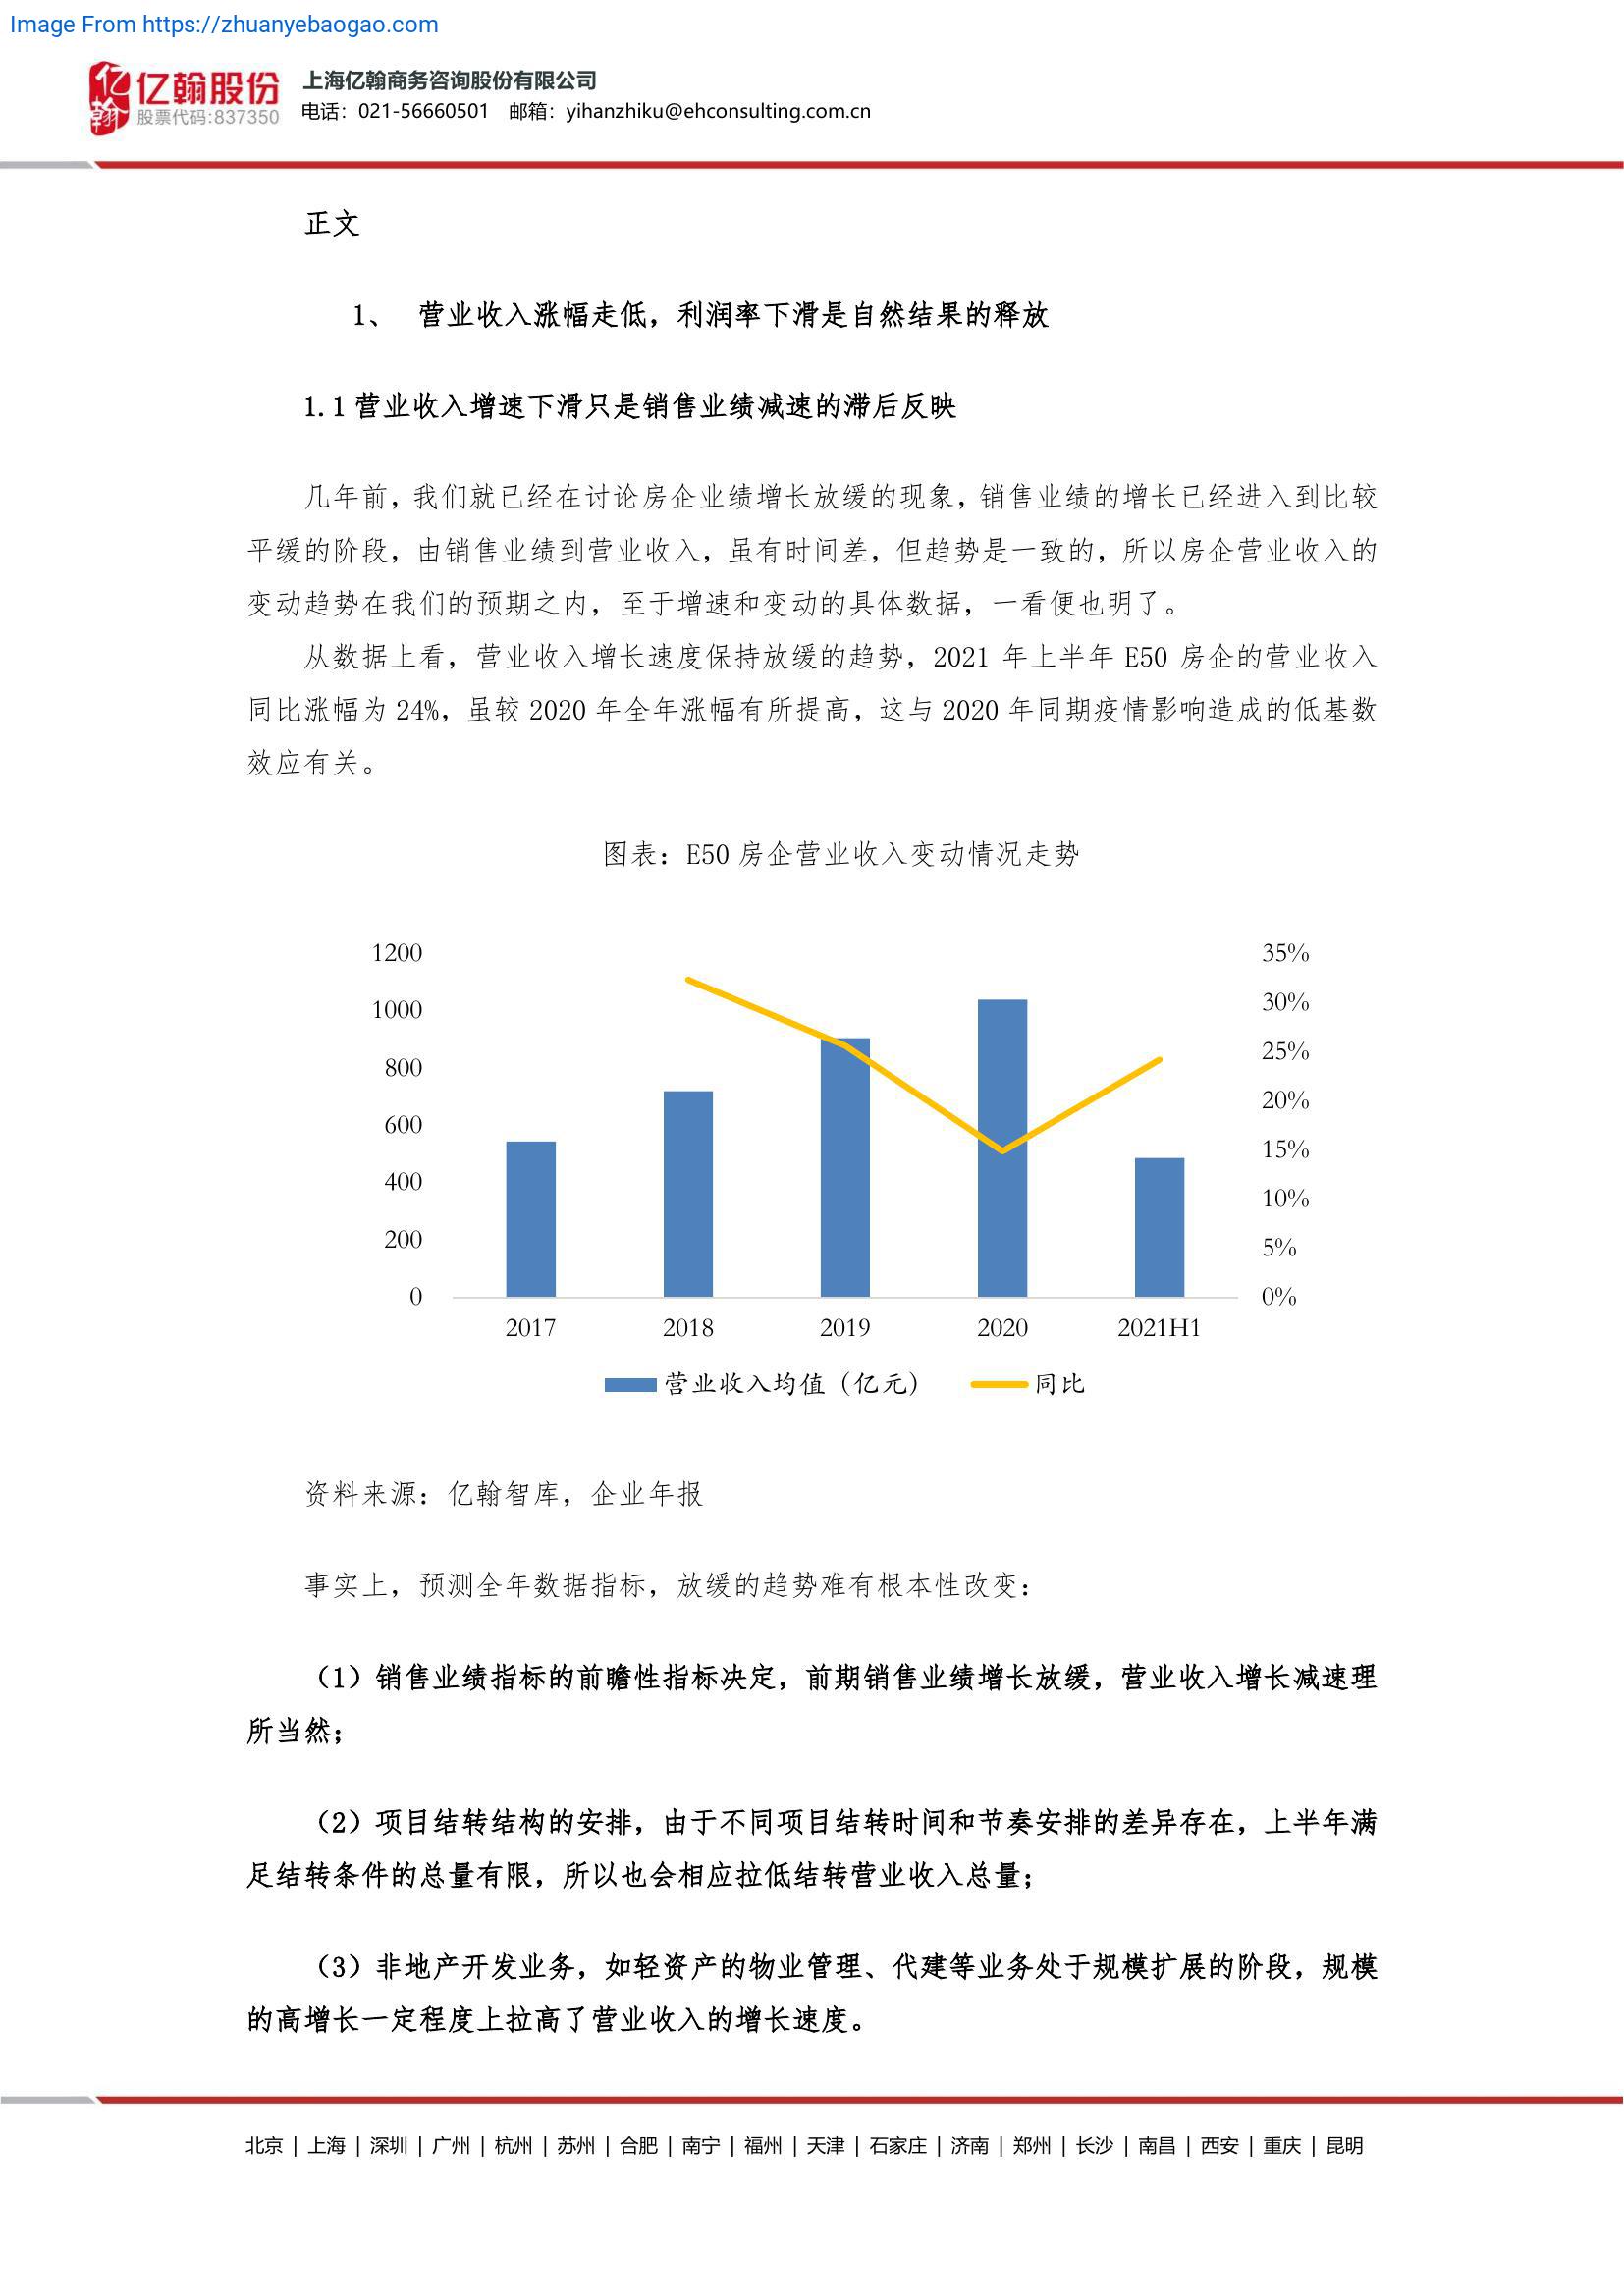 Image From https://zhuanyebaogao.com
亿翰
亿翰股份
股票代码:837350
上海亿翰商务咨询股份有限公司
电话：021-56660501 邮箱：yihanzhiku@ehconsulting.com.cn
正文
1、 营业收入涨幅走低，利润率下滑是自然结果的释放
1.1 营业收入增速下滑只是销售业绩减速的滞后反映
几年前，我们就已经在讨论房企业绩增长放缓的现象，销售业绩的增长已经进入到比较
平缓的阶段，由销售业绩到营业收入，虽有时间差，但趋势是一致的，所以房企营业收入的
变动趋势在我们的预期之内，至于增速和变动的具体数据，一看便也明了。
从数据上看，营业收入增长速度保持放缓的趋势，2021 年上半年 E50 房企的营业收入
同比涨幅为 24%，虽较 2020 年全年涨幅有所提高，这与 2020 年同期疫情影响造成的低基数
效应有关。
图表：E50 房企营业收入变动情况走势
1200 35%
1000 30%
800 25%
600 20%
400 15%
200 10%
0 5%
0%
2017 2018 2019 2020 2021H1
营业收入均值（亿元） 同比
资料来源：亿翰智库，企业年报
事实上，预测全年数据指标，放缓的趋势难有根本性改变：
（1）销售业绩指标的前瞻性指标决定，前期销售业绩增长放缓，营业收入增长减速理
所当然；
（2）项目结转结构的安排，由于不同项目结转时间和节奏安排的差异存在，上半年满
足结转条件的总量有限，所以也会相应拉低结转营业收入总量；
（3）非地产开发业务，如轻资产的物业管理、代建等业务处于规模扩展的阶段，规模
的高增长一定程度上拉高了营业收入的增长速度。
北京 | 上海 | 深圳 | 广州 | 杭州 | 苏州 | 合肥 | 南宁 | 福州 | 天津 | 石家庄 | 济南 | 郑州 | 长沙 | 南昌 | 西安 | 重庆 | 昆明